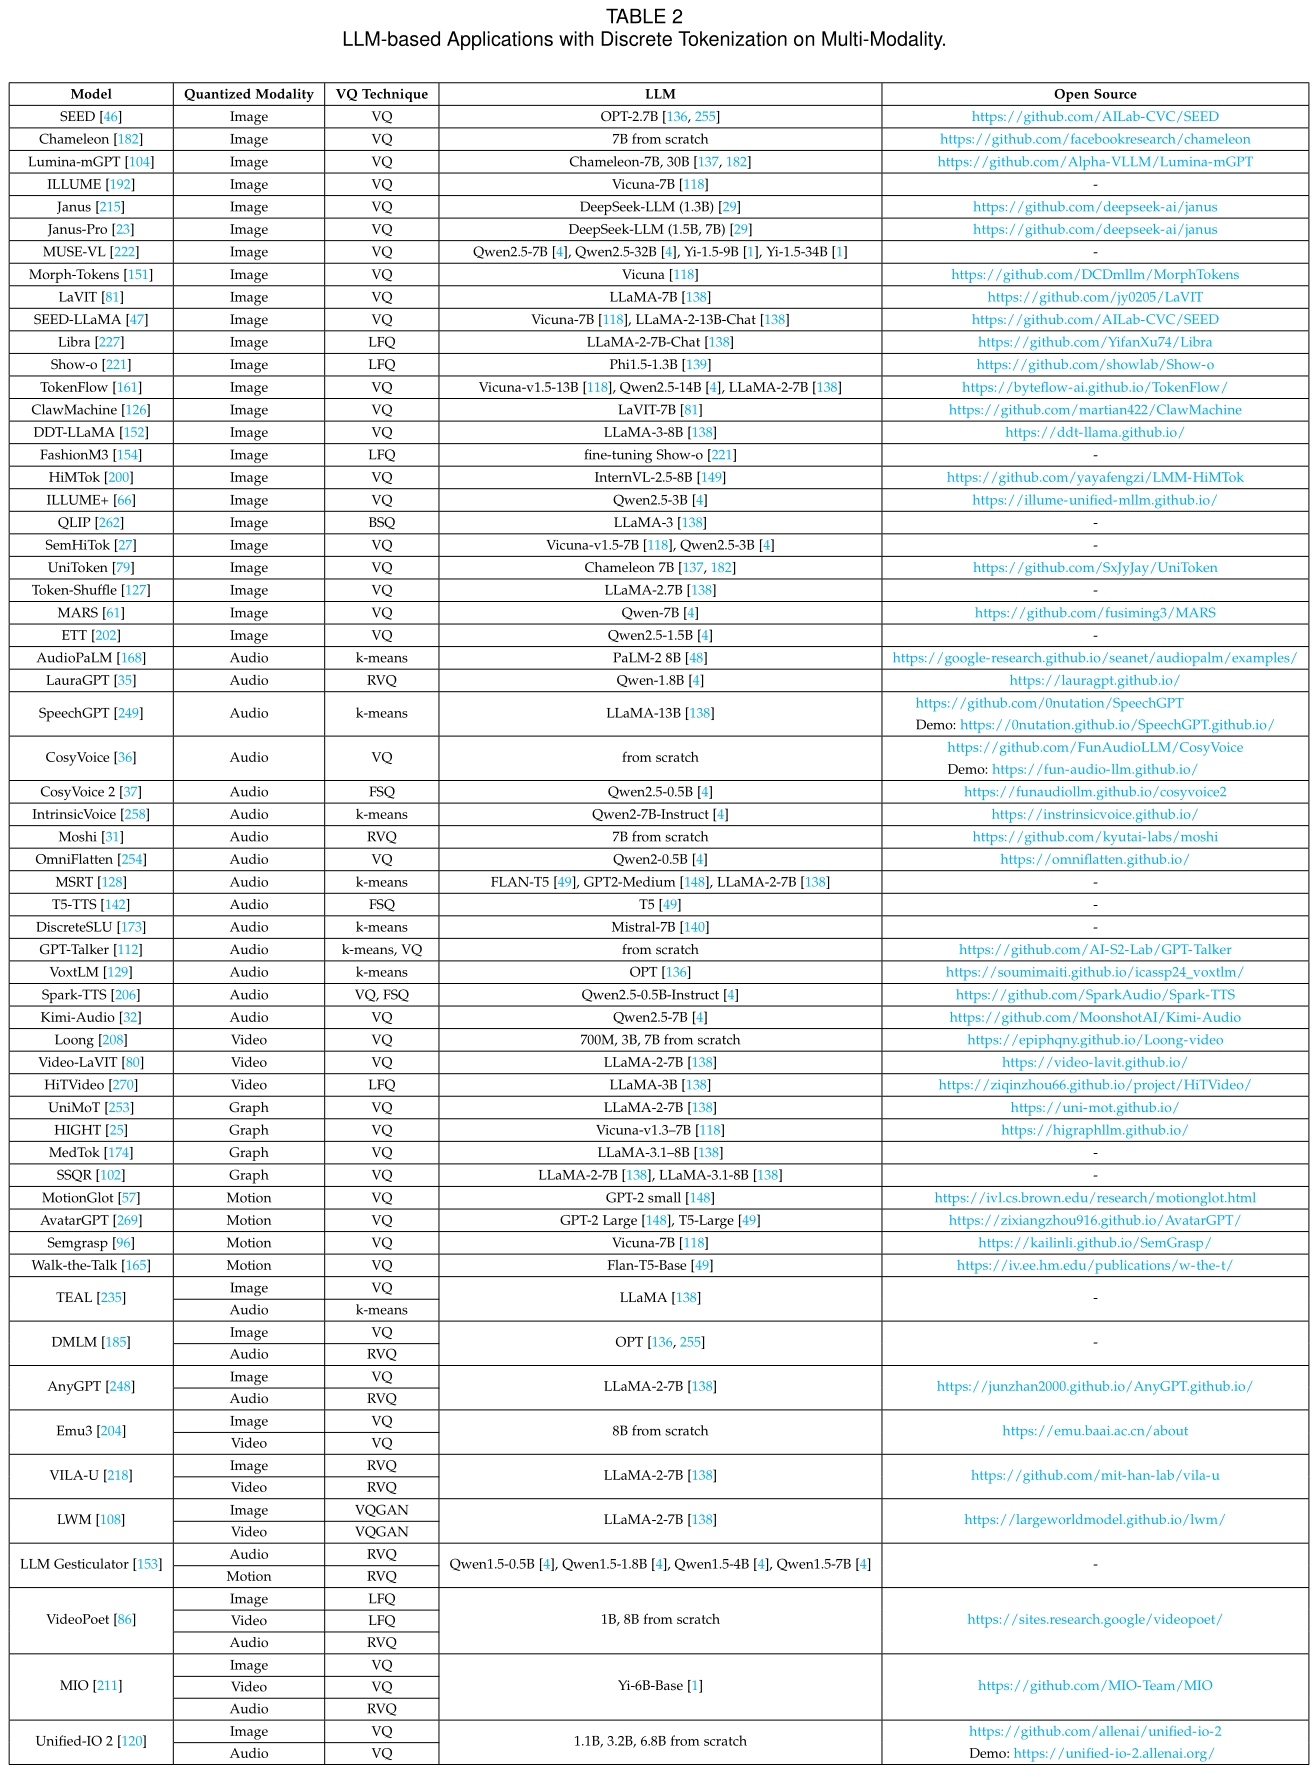 TABLE 2
LLM-based Applications with Discrete Tokenization on Multi-Modality.
Model Quantized Modality VQ Technique LLM Open Source
SEED [46] Image VQ OPT-2.7B [136, 255] https://github.com/AILab-CVC/SEED
Chameleon [182] Image VQ 7B from scratch https://github.com/facebookresearch/chameleon
Lumina-mGPT [104] Image VQ Chameleon-7B, 30B [137, 182] https://github.com/Alpha-VLLM/Lumina-mGPT
ILLUME [192] Image VQ Vicuna-7B [118] -
Janus [215] Image VQ DeepSeek-LLM (1.3B) [29] https://github.com/deepseek-ai/janus
Janus-Pro [23] Image VQ DeepSeek-LLM (1.5B, 7B) [29] https://github.com/deepseek-ai/janus
MUSE-VL [222] Image VQ Qwen2.5-7B [4], Qwen2.5-32B [4], Yi-1.5-9B [1], Yi-1.5-34B [1] -
Morph-Tokens [151] Image VQ Vicuna [118] https://github.com/DCDmllm/MorphTokens
LaVIT [81] Image VQ LLaMA-7B [138] https://github.com/jy0205/LaVIT
SEED-LLaMA [47] Image VQ Vicuna-7B [118], LLaMA-2-13B-Chat [138] https://github.com/AILab-CVC/SEED
Libra [227] Image LFQ LLaMA-2-7B-Chat [138] https://github.com/YifanXu74/Libra
Show-o [221] Image LFQ Phi1.5-1.3B [139] https://github.com/showlab/Show-o
TokenFlow [161] Image VQ Vicuna-v1.5-13B [118], Qwen2.5-14B [4], LLaMA-2-7B [138] https://byteflow-ai.github.io/TokenFlow/
ClawMachine [126] Image VQ LaVIT-7B [81] https://github.com/martian422/ClawMachine
DDT-LLaMA [152] Image VQ LLaMA-3-8B [138] https://ddt-llama.github.io/
FashionM3 [154] Image LFQ fine-tuning Show-o [221] -
HiMTok [200] Image VQ InternVL-2.5-8B [149] https://github.com/yayafengzi/LMM-HiMTok
ILLUME+ [66] Image VQ Qwen2.5-3B [4] https://illume-unified-mllm.github.io/
QLIP [262] Image BSQ LLaMA-3 [138] -
SemHiTok [27] Image VQ Vicuna-v1.5-7B [118], Qwen2.5-3B [4] -
UniToken [79] Image VQ Chameleon 7B [137, 182] https://github.com/SxJyJay/UniToken
Token-Shuffle [127] Image VQ LLaMA-2.7B [138] -
MARS [61] Image VQ Qwen-7B [4] https://github.com/fusiming3/MARS
ETT [202] Image VQ Qwen2.5-1.5B [4] -
AudioPaLM [168] Audio k-means PaLM-2 8B [48] https://google-research.github.io/seanet/audiopalm/examples/
LauraGPT [35] Audio RVQ Qwen-1.8B [4] https://lauragpt.github.io/
SpeechGPT [249] Audio k-means LLaMA-13B [138] https://github.com/0nutation/SpeechGPT
Demo: https://0nutation.github.io/SpeechGPT.github.io/
CosyVoice [36] Audio VQ from scratch https://github.com/FunAudioLLM/CosyVoice
Demo: https://fun-audio-llm.github.io/
CosyVoice 2 [37] Audio FSQ Qwen2.5-0.5B [4] https://funaudiollm.github.io/cosyvoice2
IntrinsicVoice [258] Audio k-means Qwen2-7B-Instruct [4] https://instrinsicvoice.github.io/
Moshi [31] Audio RVQ 7B from scratch https://github.com/kyutai-labs/moshi
OmniFlatten [254] Audio VQ Qwen2-0.5B [4] https://omniflatten.github.io/
MSRT [128] Audio k-means FLAN-T5 [49], GPT2-Medium [148], LLaMA-2-7B [138] -
T5-TTS [142] Audio FSQ T5 [49] -
DiscreteSLU [173] Audio k-means Mistral-7B [140] -
GPT-Talker [112] Audio k-means, VQ from scratch https://github.com/AI-S2-Lab/GPT-Talker
VoxtLM [129] Audio k-means OPT [136] https://soumimaiti.github.io/icassp24_voxtlm/
Spark-TTS [206] Audio VQ, FSQ Qwen2.5-0.5B-Instruct [4] https://github.com/SparkAudio/Spark-TTS
Kimi-Audio [32] Audio VQ Qwen2.5-7B [4] https://github.com/MoonshotAI/Kimi-Audio
Loong [208] Video VQ 700M, 3B, 7B from scratch https://epiphqny.github.io/Loong-video
Video-LaVIT [80] Video VQ LLaMA-2-7B [138] https://video-lavit.github.io/
HiTVideo [270] Video LFQ LLaMA-3B [138] https://ziqinzhou66.github.io/project/HiTVideo/
UniMoT [253] Graph VQ LLaMA-2-7B [138] https://uni-mot.github.io/
HIGHT [25] Graph VQ Vicuna-v1.3–7B [118] https://higraphllm.github.io/
MedTok [174] Graph VQ LLaMA-3.1–8B [138] -
SSQR [102] Graph VQ LLaMA-2-7B [138], LLaMA-3.1-8B [138] -
MotionGlot [57] Motion VQ GPT-2 small [148] https://ivl.cs.brown.edu/research/motionglot.html
AvatarGPT [269] Motion VQ GPT-2 Large [148], T5-Large [49] https://zixiangzhou916.github.io/AvatarGPT/
Semgrasp [96] Motion VQ Vicuna-7B [118] https://kailinli.github.io/SemGrasp/
Walk-the-Talk [165] Motion VQ Flan-T5-Base [49] https://iv.ee.hm.edu/publications/w-the-t/
TEAL [235] Image VQ LLaMA [138] -
Audio k-means
DMLM [185] Image VQ OPT [136, 255] -
Audio RVQ
AnyGPT [248] Image VQ LLaMA-2-7B [138] https://junzhan2000.github.io/AnyGPT.github.io/
Audio RVQ
Emu3 [204] Image VQ 8B from scratch https://emu.baai.ac.cn/about
Video VQ
VILA-U [218] Image RVQ LLaMA-2-7B [138] https://github.com/mit-han-lab/vila-u
Video RVQ
LWM [108] Image VQGAN LLaMA-2-7B [138] https://largeworldmodel.github.io/lwm/
Video VQGAN
LLM Gesticulator [153] Audio RVQ Qwen1.5-0.5B [4], Qwen1.5-1.8B [4], Qwen1.5-4B [4], Qwen1.5-7B [4] -
Motion RVQ
VideoPoet [86] Image LFQ 1B, 8B from scratch https://sites.research.google/videopoet/
Video LFQ
Audio RVQ
MIO [211] Image VQ Yi-6B-Base [1] https://github.com/MIO-Team/MIO
Video VQ
Audio RVQ
Unified-IO 2 [120] Image VQ 1.1B, 3.2B, 6.8B from scratch https://github.com/allenai/unified-io-2
Audio VQ Demo: https://unified-io-2.allenai.org/